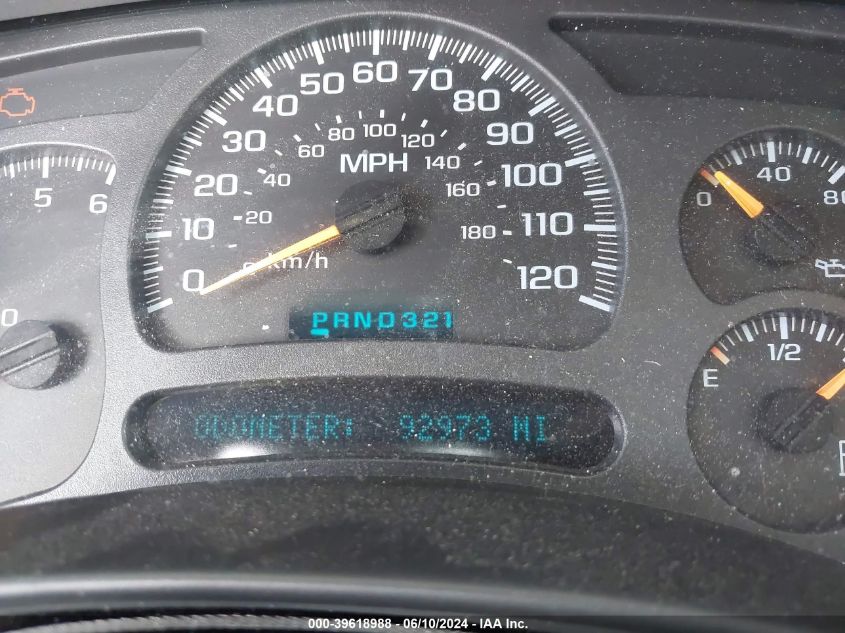 0 10 20 30 40 50 60 70 80 90 100 110 120
20 40 60 80 100 120 140 160 180
MPH
km/h
PRND321
ODOMETER: 92973 MI
5 6
0
0 40 80
E 1/2
000-39618988 - 06/10/2024 - IAA Inc.